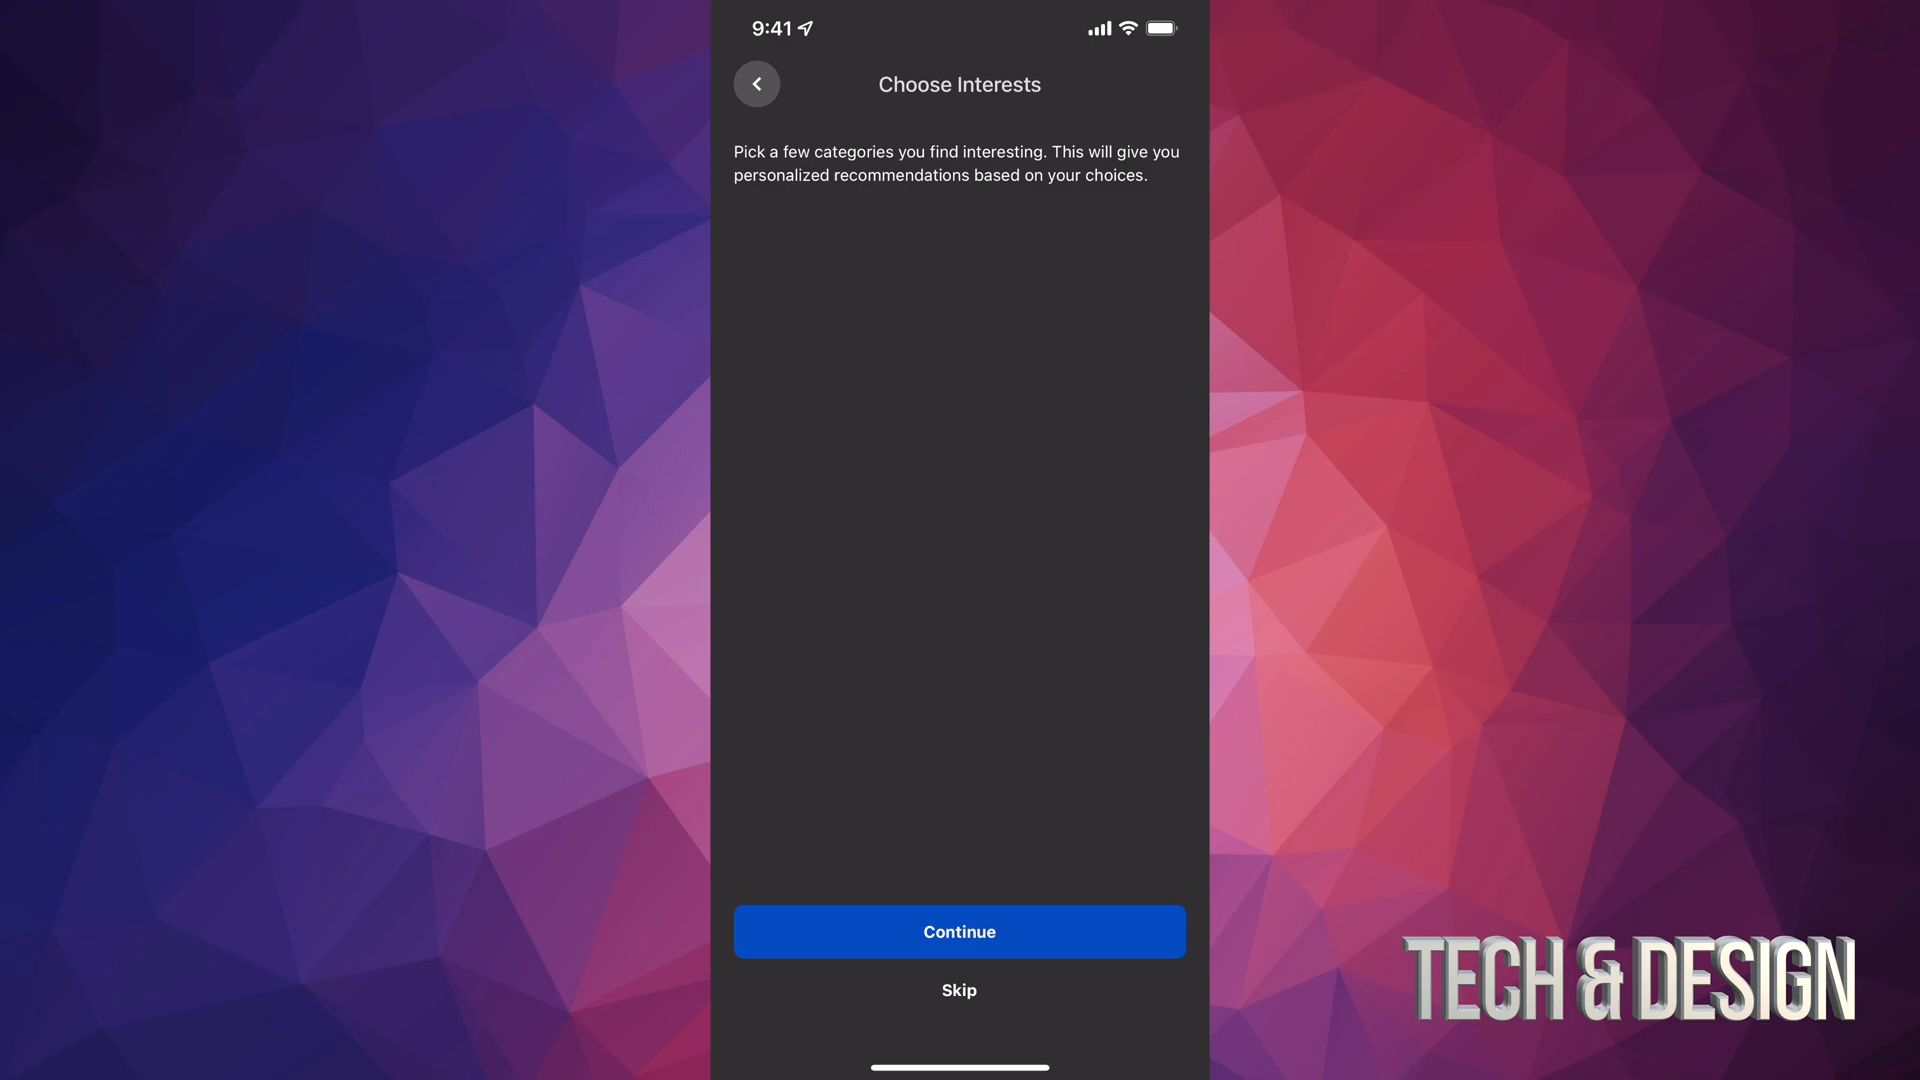 9:41
Choose Interests
Pick a few categories you find interesting. This will give you
personalized recommendations based on your choices.
Continue
Skip
TECH & DESIGN